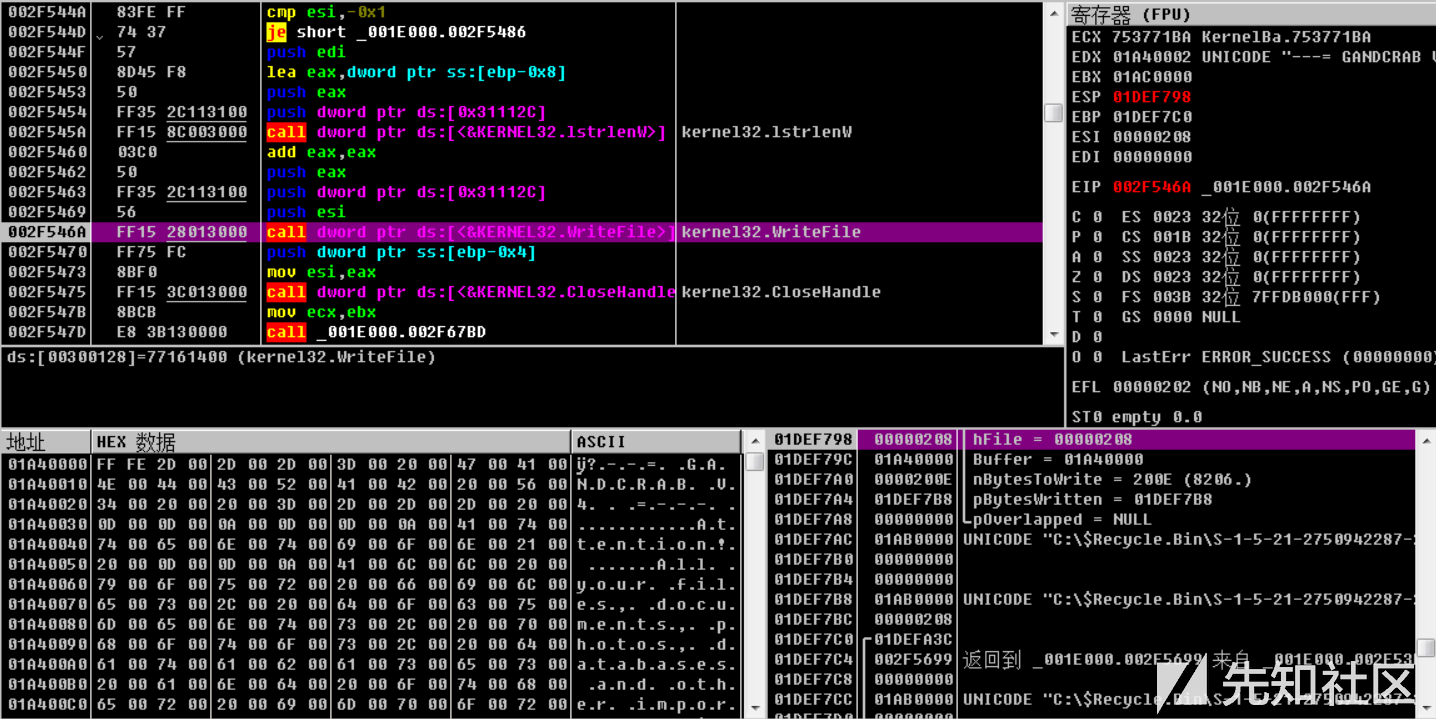 002F544A 83FE FF cmp esi,-0x1
002F544D 74 37 je short _001E000.002F5486
002F544F 57 push edi
002F5450 8D45 F8 lea eax,dword ptr ss:[ebp-0x8]
002F5453 50 push eax
002F5454 FF35 2C113100 push dword ptr ds:[0x31112C]
002F545A FF15 8C003000 call dword ptr ds:[<&KERNEL32.lstrlenW>] kernel32.lstrlenW
002F5460 03C0 add eax,eax
002F5462 50 push eax
002F5463 FF35 2C113100 push dword ptr ds:[0x31112C]
002F5469 56 push esi
002F546A FF15 28013000 call dword ptr ds:[<&KERNEL32.WriteFile>] kernel32.WriteFile
002F5470 FF75 FC push dword ptr ss:[ebp-0x4]
002F5473 8BF0 mov esi,eax
002F5475 FF15 3C013000 call dword ptr ds:[<&KERNEL32.CloseHandle kernel32.CloseHandle
002F547B 8BCB mov ecx,ebx
002F547D E8 3B130000 call _001E000.002F67BD
ds:[00300128]=77161400 (kernel32.WriteFile)
寄存器 (FPU)
ECX 753771BA KernelBa.753771BA
EDX 01A40002 UNICODE "---= GANDCRAB
EBX 01AC0000
ESP 01DEF798
EBP 01DEF7C0
ESI 00000208
EDI 00000000
EIP 002F546A _001E000.002F546A
C 0 ES 0023 32位 0(FFFFFFFF)
P 0 CS 001B 32位 0(FFFFFFFF)
A 0 SS 0023 32位 0(FFFFFFFF)
Z 0 DS 0023 32位 0(FFFFFFFF)
S 0 FS 003B 32位 7FFDB000(FFF)
T 0 GS 0000 NULL
D 0
O 0 LastErr ERROR_SUCCESS (00000000)
EFL 00000202 (NO,NB,NE,A,NS,PO,GE,G)
ST0 empty 0.0
地址 HEX 数据 ASCII
01A40000 FF FE 2D 00 2D 00 2D 00 3D 00 20 00 47 00 41 00 ÿ?.-.-.=. .G.A.
01A40010 4E 00 44 00 43 00 52 00 41 00 42 00 20 00 56 00 N.D.C.R.A.B. .V.
01A40020 34 00 20 00 20 00 3D 00 2D 00 2D 00 2D 00 20 00 4. . .=.-.-.-. .
01A40030 0D 00 0D 00 0A 00 0D 00 0D 00 0A 00 41 00 74 00 ............A.t.
01A40040 74 00 65 00 6E 00 74 00 69 00 6F 00 6E 00 21 00 t.e.n.t.i.o.n.!.
01A40050 20 00 0D 00 0D 00 0A 00 41 00 6C 00 6C 00 20 00 .......A.l.l. .
01A40060 79 00 6F 00 75 00 72 00 20 00 66 00 69 00 6C 00 y.o.u.r. .f.i.l.
01A40070 65 00 73 00 2C 00 20 00 64 00 6F 00 63 00 75 00 e.s.,. .d.o.c.u.
01A40080 6D 00 65 00 6E 00 74 00 73 00 2C 00 20 00 70 00 m.e.n.t.s.,. .p.
01A40090 68 00 6F 00 74 00 6F 00 73 00 2C 00 20 00 64 00 h.o.t.o.s.,. .d.
01A400A0 61 00 74 00 61 00 62 00 61 00 73 00 65 00 73 00 a.t.a.b.a.s.e.s.
01A400B0 20 00 61 00 6E 00 64 00 20 00 6F 00 74 00 68 00 .a.n.d. .o.t.h.
01A400C0 65 00 72 00 20 00 69 00 6D 00 70 00 6F 00 72 00 e.r. .i.m.p.o.r.
01DEF798 00000208 hFile = 00000208
01DEF79C 01A40000 Buffer = 01A40000
01DEF7A0 0000200E nBytesToWrite = 200E (8206.)
01DEF7A4 01DEF7B8 pBytesWritten = 01DEF7B8
01DEF7A8 00000000 pOverlapped = NULL
01DEF7AC 01AB0000 UNICODE "C:\$Recycle.Bin\S-1-5-21-2750942287-
01DEF7B0 00000000
01DEF7B4 00000000
01DEF7B8 01AB0000 UNICODE "C:\$Recycle.Bin\S-1-5-21-2750942287-
01DEF7BC 00000208
01DEF7C0 01DEFA3C
01DEF7C4 002F5699 返回到 _001E000.002F5699 来自 _001E000.002F53
01DEF7C8 00000000
01DEF7CC 01AB0000 UNICODE "C:\$Recycle.Bin\S-1-5-21-2750942287-
先知社区